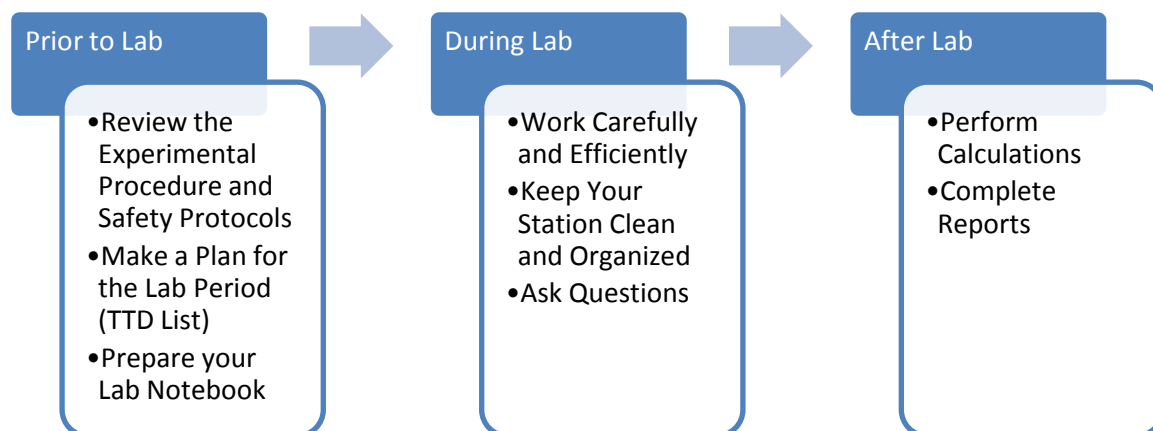 Prior to Lab
•Review the
Experimental
Procedure and
Safety Protocols
•Make a Plan for
the Lab Period
(TTD List)
•Prepare your
Lab Notebook
During Lab
•Work Carefully
and Efficiently
•Keep Your
Station Clean
and Organized
•Ask Questions
After Lab
•Perform
Calculations
•Complete
Reports